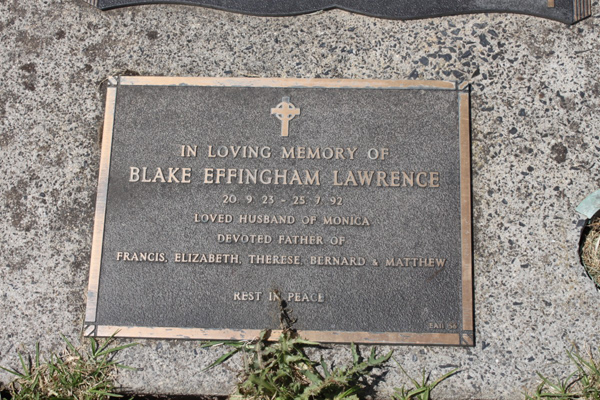 IN LOVING MEMORY OF
BLAKE EFFINGHAM LAWRENCE
20 9 23 - 25 7 92
LOVED HUSBAND OF MONICA
DEVOTED FATHER OF
FRANCIS, ELIZABETH, THERESE, BERNARD & MATTHEW
REST IN PEACE